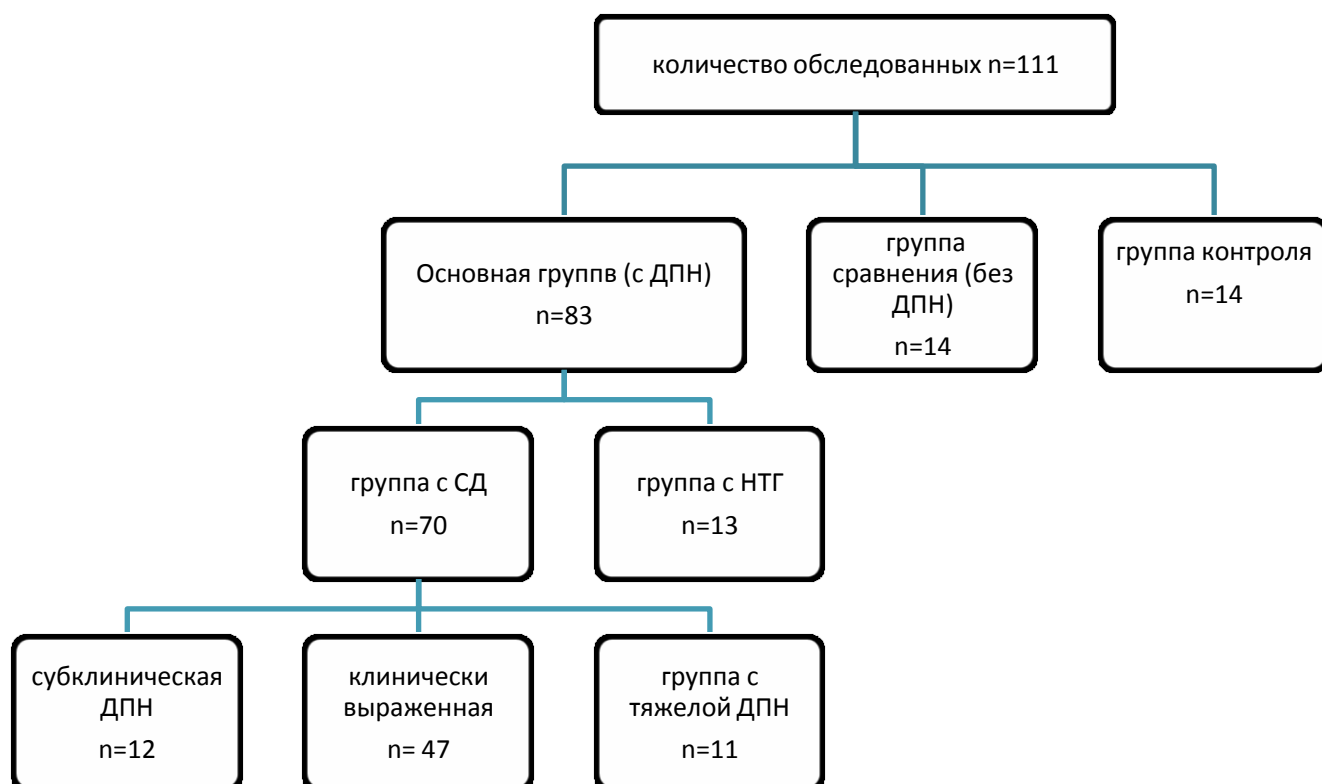 количество обследованных n=111
Основная группв (с ДПН)
n=83
группа
сравнения (без
ДПН)
n=14
группа контроля
n=14
группа с СД
n=70
группа с НТГ
n=13
субклиническая
ДПН
n=12
клинически
выраженная
n= 47
группа с
тяжелой ДПН
n=11